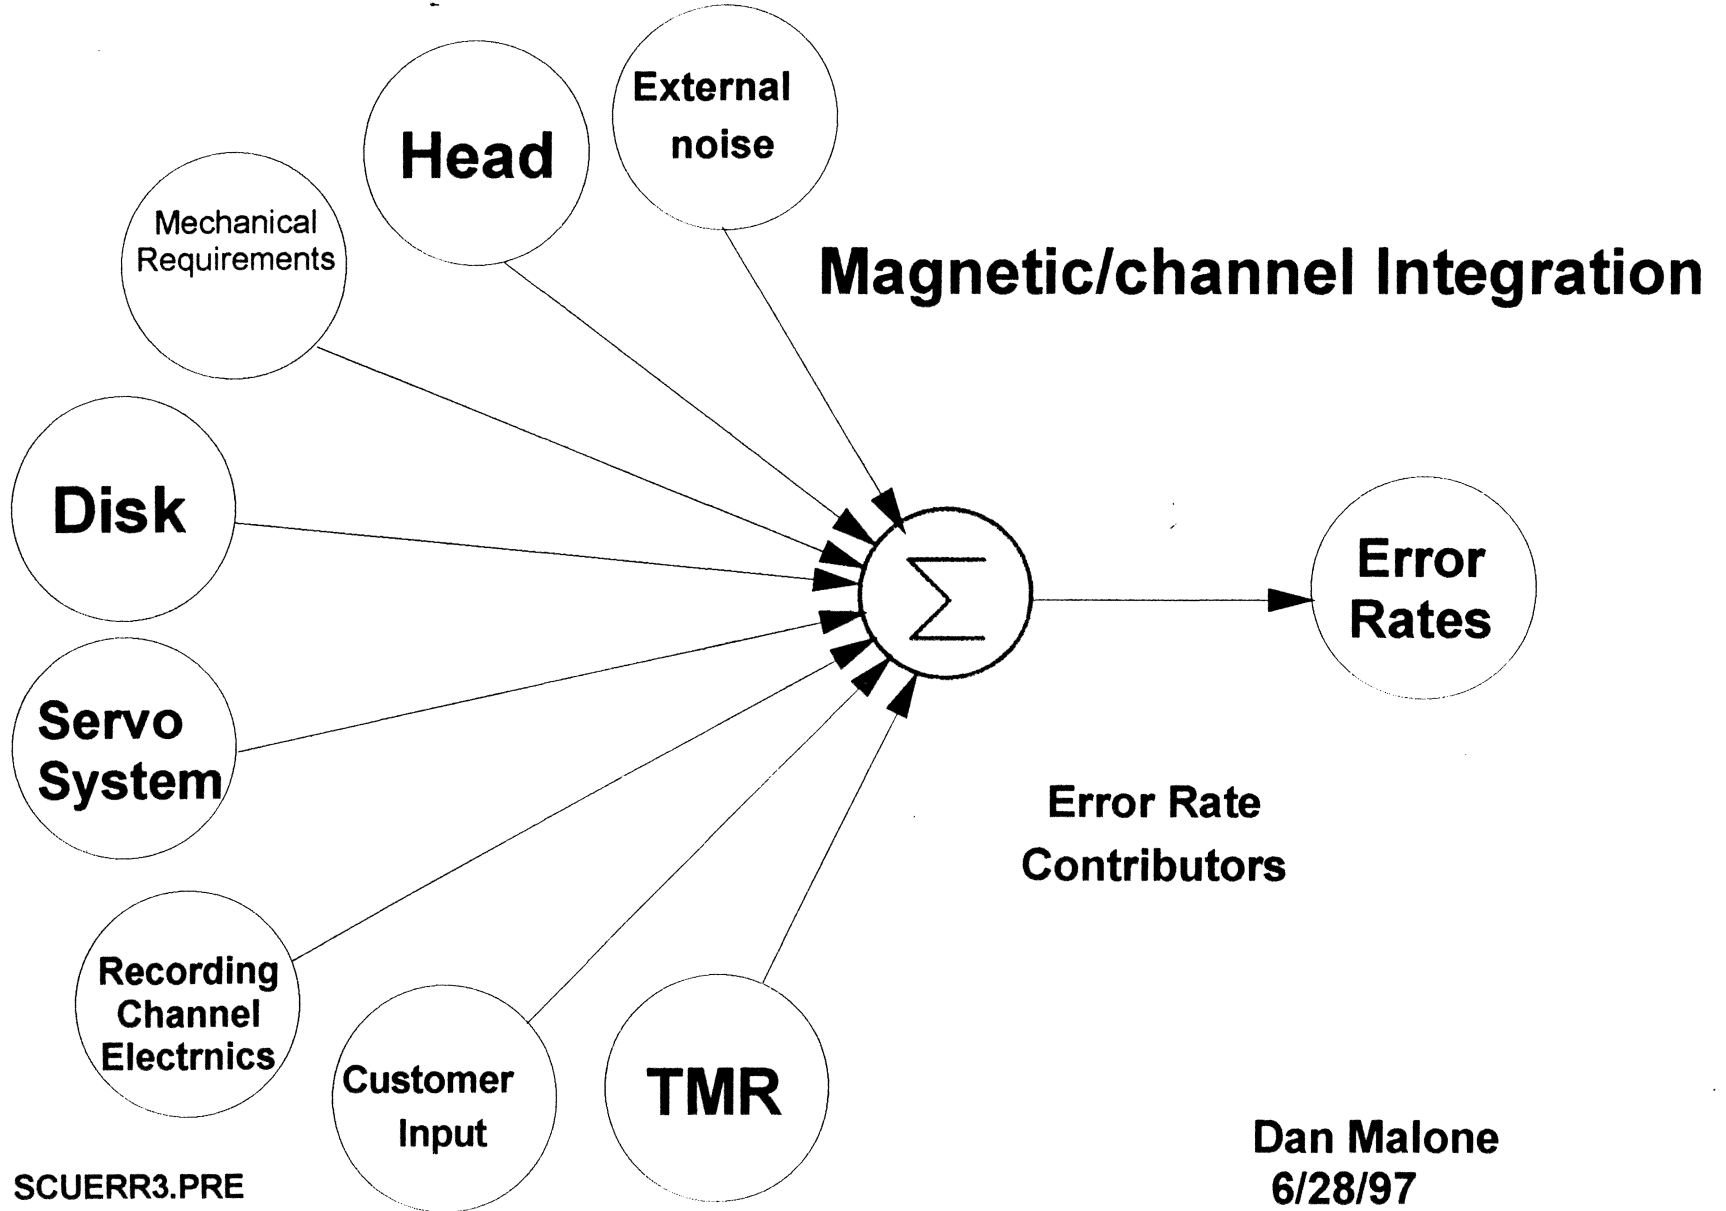 External
noise
Head
Mechanical
Requirements
Magnetic/channel Integration
Disk
Σ
Error
Rates
Servo
System
Error Rate
Contributors
Recording
Channel
Electrnics
Customer
Input
TMR
Dan Malone
6/28/97
SCUERR3.PRE